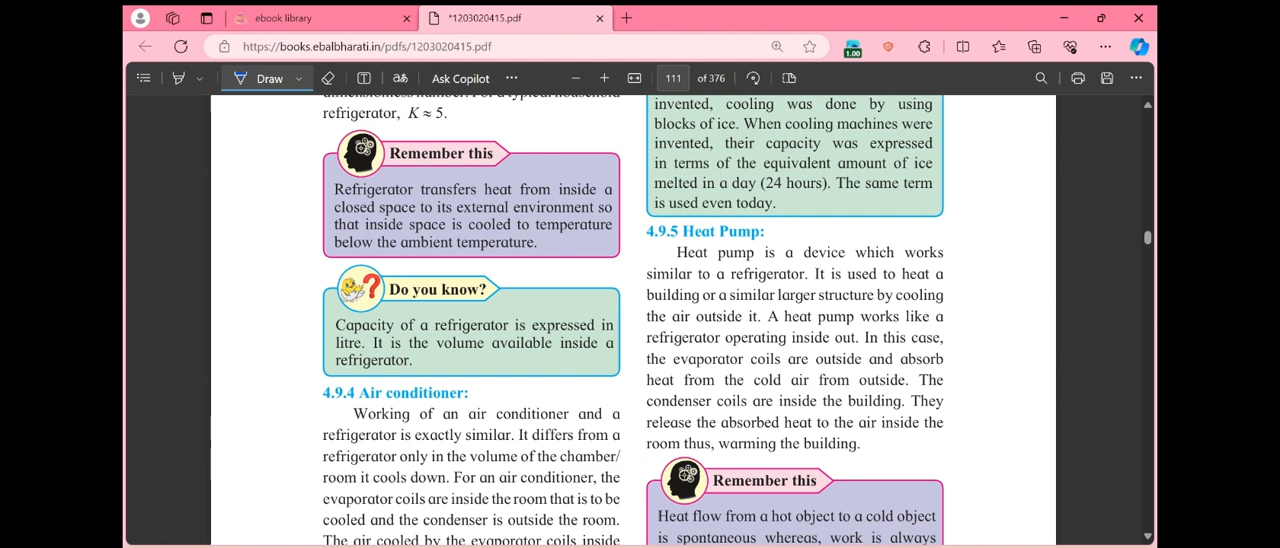 ebook library
*1203020415.pdf
https://books.ebalbharati.in/pdfs/1203020415.pdf
1.00
Draw
Ask Copilot
111 of 376
refrigerator, K ≈ 5.
Remember this
Refrigerator transfers heat from inside a
closed space to its external environment so
that inside space is cooled to temperature
below the ambient temperature.
Do you know?
Capacity of a refrigerator is expressed in
litre. It is the volume available inside a
refrigerator.
4.9.4 Air conditioner:
Working of an air conditioner and a
refrigerator is exactly similar. It differs from a
refrigerator only in the volume of the chamber/
room it cools down. For an air conditioner, the
evaporator coils are inside the room that is to be
cooled and the condenser is outside the room.
The air cooled by the evaporator coils inside
invented, cooling was done by using
blocks of ice. When cooling machines were
invented, their capacity was expressed
in terms of the equivalent amount of ice
melted in a day (24 hours). The same term
is used even today.
4.9.5 Heat Pump:
Heat pump is a device which works
similar to a refrigerator. It is used to heat a
building or a similar larger structure by cooling
the air outside it. A heat pump works like a
refrigerator operating inside out. In this case,
the evaporator coils are outside and absorb
heat from the cold air from outside. The
condenser coils are inside the building. They
release the absorbed heat to the air inside the
room thus, warming the building.
Remember this
Heat flow from a hot object to a cold object
is spontaneous whereas, work is always